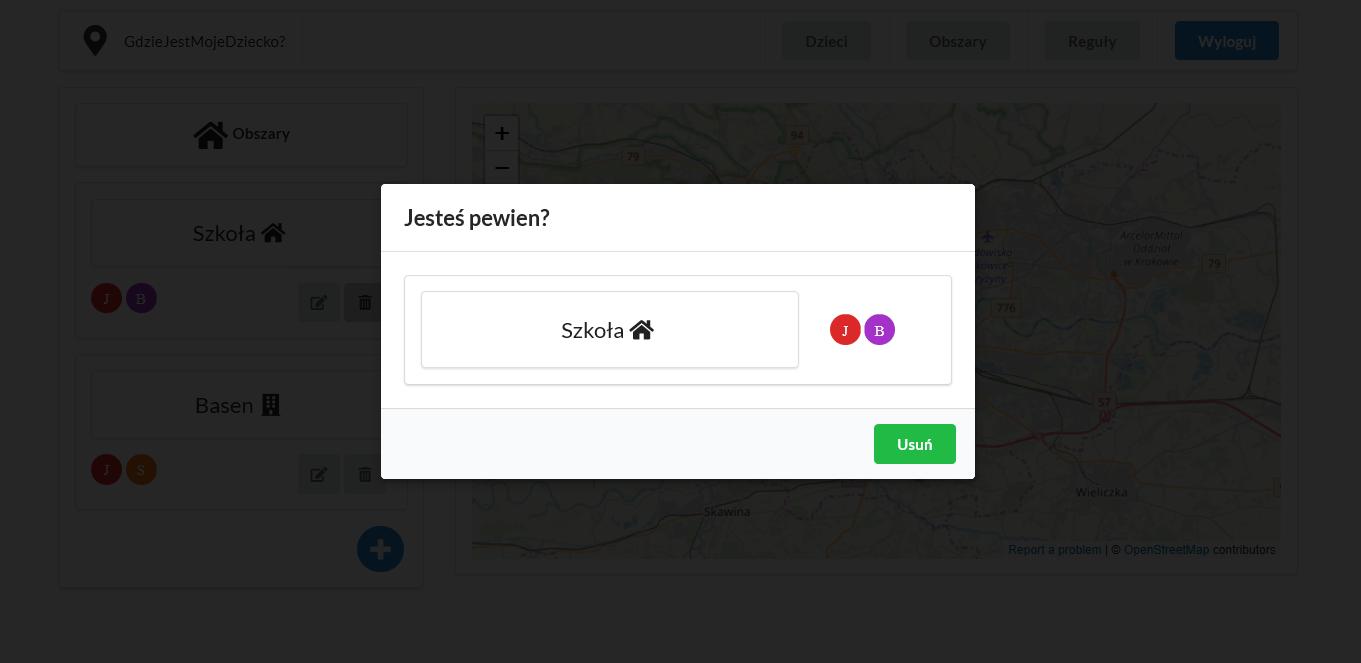 GdzieJestMojeDziecko?
Dzieci
Obszary
Reguły
Wyloguj
Obszary
Szkoła
J B
Basen
J S
+
−
94
79
ArcelorMittal
Oddział
w Krakowie
79
776
57
Wieliczka
Skawina
Report a problem | © OpenStreetMap contributors
Jesteś pewien?
Szkoła
J B
Usuń